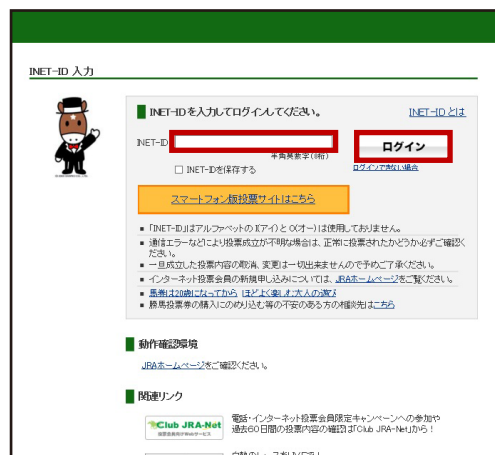 INET-ID 入力
INET-IDを入力してログインしてください。
INET-IDとは
INET-ID
ログイン
半角英数字(8桁)
INET-IDを保存する
ログインできない場合
スマートフォン版投票サイトはこちら
「INET-ID」はアルファベットの I(アイ)と O(オー)は使用しておりません。
通信エラーなどにより投票成立が不明な場合は、正常に投票されたかどうか必ずご確認く
ださい。
一旦成立した投票内容の取消、変更は一切出来ませんので予めご了承ください。
インターネット投票会員の新規申し込みについては、JRAホームページをご覧ください。
馬券は20歳になってから ほどよく楽しむ大人の遊び
勝馬投票券の購入にのめり込む等の不安のある方の相談先はこちら
動作確認環境
JRAホームページをご確認ください。
関連リンク
Club JRA-Net
投票会員向けWebサービス
電話・インターネット投票会員限定キャンペーンへの参加や
過去60日間の投票内容の確認は「Club JRA-Net」から！